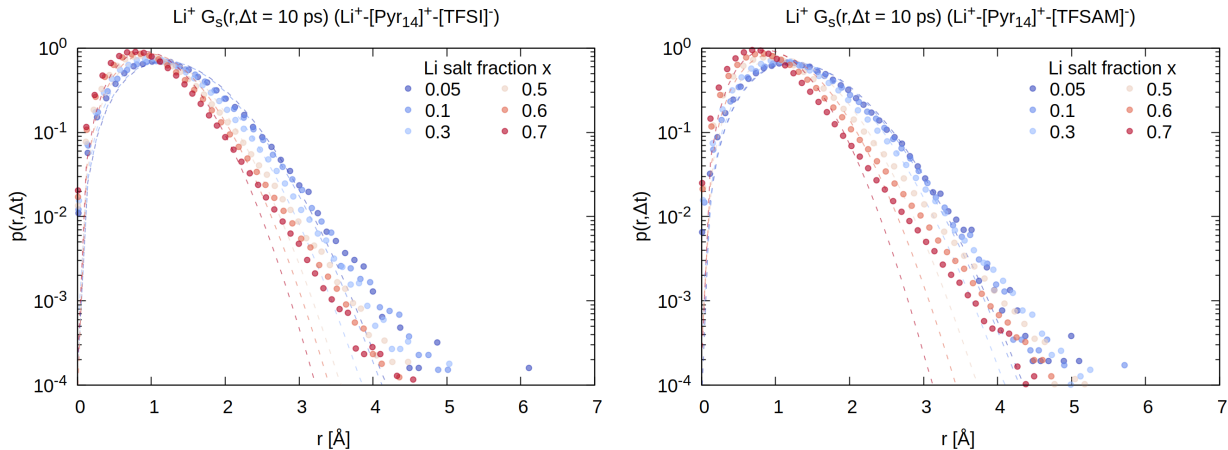 Li⁺ Gₛ(r,Δt = 10 ps) (Li⁺-[Pyr₁₄]⁺-[TFSI]⁻)
10⁰
10⁻¹
10⁻²
10⁻³
10⁻⁴
p(r,Δt)
Li salt fraction x
0.05 0.5
0.1 0.6
0.3 0.7
0 1 2 3 4 5 6 7
r [Å]
Li⁺ Gₛ(r,Δt = 10 ps) (Li⁺-[Pyr₁₄]⁺-[TFSAM]⁻)
10⁰
10⁻¹
10⁻²
10⁻³
10⁻⁴
p(r,Δt)
Li salt fraction x
0.05 0.5
0.1 0.6
0.3 0.7
0 1 2 3 4 5 6 7
r [Å]